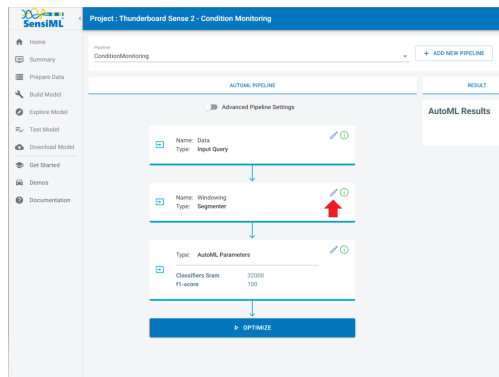 SensiML
Project : Thunderboard Sense 2 - Condition Monitoring
Home
Summary
Prepare Data
Build Model
Explore Model
Test Model
Download Model
Get Started
Demos
Documentation
Pipeline
ConditionMonitoring
+ ADD NEW PIPELINE
AUTOML PIPELINE
Advanced Pipeline Settings
Name: Data
Type: Input Query
Name: Windowing
Type: Segmenter
Type: AutoML Parameters
Classifiers Sram 32000
f1-score 100
OPTIMIZE
RESULT
AutoML Results